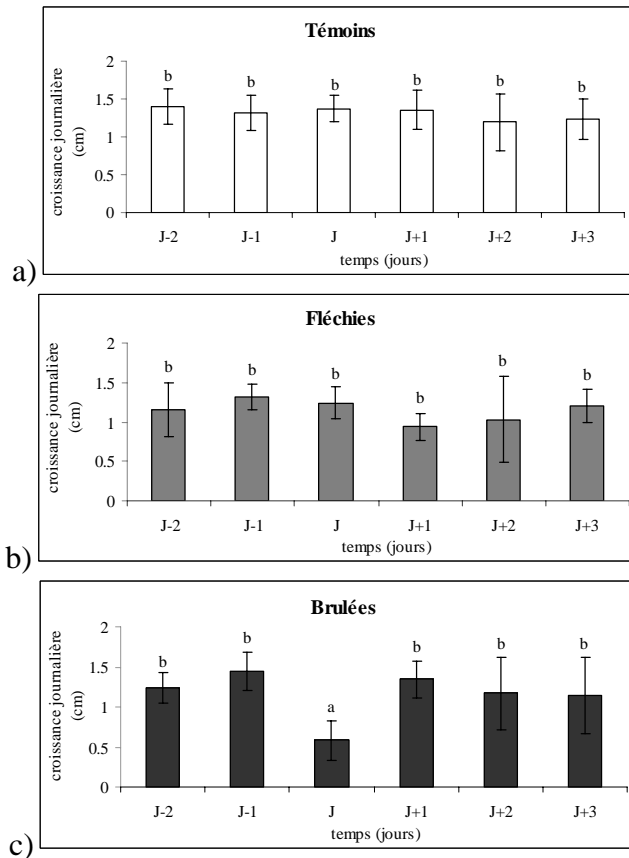 Témoins
b b b b b b
croissance journalière
(cm)
2
1.5
1
0.5
0
J-2 J-1 J J+1 J+2 J+3
temps (jours)
a)
Fléchies
b b b b b b
croissance journalière
(cm)
2
1.5
1
0.5
0
J-2 J-1 J J+1 J+2 J+3
temps (jours)
b)
Brulées
b b a b b b
croissance journalière
(cm)
2
1.5
1
0.5
0
J-2 J-1 J J+1 J+2 J+3
temps (jours)
c)